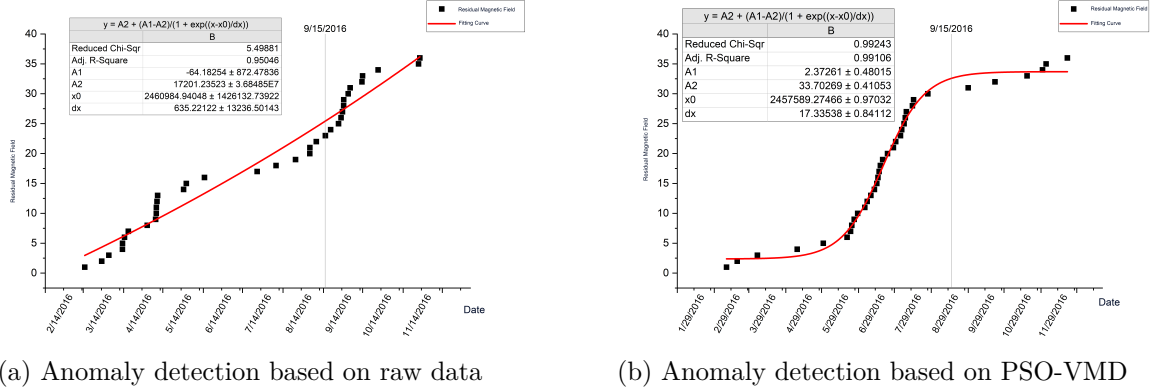 y = A2 + (A1-A2)/(1 + exp((x-x0)/dx))
B
Reduced Chi-Sqr 5.49881
Adj. R-Square 0.95046
A1 -64.18254 ± 872.47836
A2 17201.23523 ± 3.68485E7
x0 2460984.94048 ± 1426132.73922
dx 635.22122 ± 13236.50143
9/15/2016
Residual Magnetic Field
Fitting Curve
40
35
30
25
20
15
10
5
0
Residual Magnetic Field
2/14/2016
3/14/2016
4/14/2016
5/14/2016
6/14/2016
7/14/2016
8/14/2016
9/14/2016
10/14/2016
11/14/2016
Date
a) Anomaly detection based on raw data
y = A2 + (A1-A2)/(1 + exp((x-x0)/dx))
B
Reduced Chi-Sqr 0.99243
Adj. R-Square 0.99106
A1 2.37261 ± 0.48015
A2 33.70269 ± 0.41053
x0 2457589.27466 ± 0.97032
dx 17.33538 ± 0.84112
9/15/2016
Residual Magnetic Field
Fitting Curve
40
35
30
25
20
15
10
5
0
Residual Magnetic Field
1/29/2016
2/29/2016
3/29/2016
4/29/2016
5/29/2016
6/29/2016
7/29/2016
8/29/2016
9/29/2016
10/29/2016
11/29/2016
Date
(b) Anomaly detection based on PSO-VMD